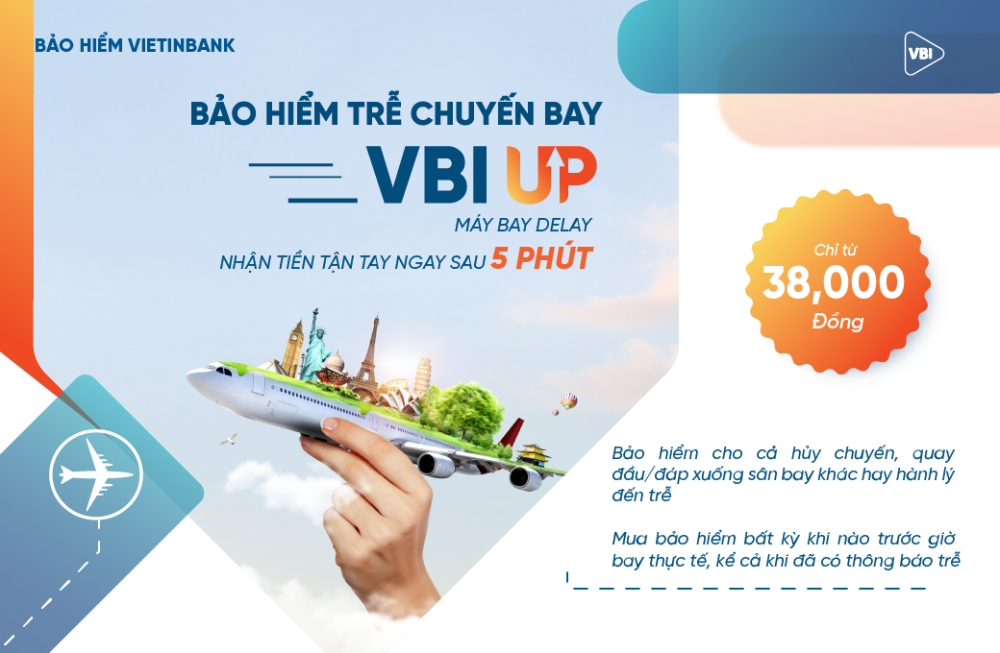 BẢO HIỂM VIETINBANK
VBI
BẢO HIỂM TRỄ CHUYẾN BAY
VBI UP
MÁY BAY DELAY
NHẬN TIỀN TẬN TAY NGAY SAU 5 PHÚT
Chỉ từ
38,000
Đồng
Bảo hiểm cho cả hủy chuyến, quay
đầu/đáp xuống sân bay khác hay hành lý
đến trễ
Mua bảo hiểm bất kỳ khi nào trước giờ
bay thực tế, kể cả khi đã có thông báo trễ